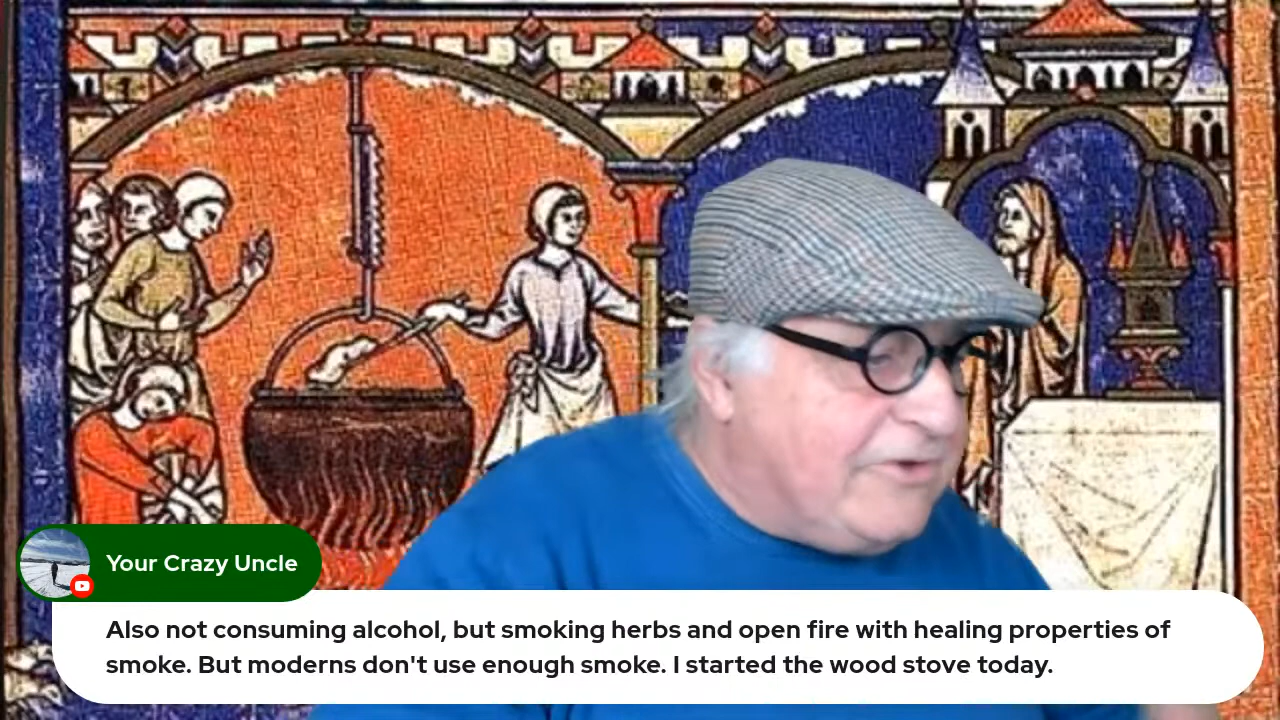 Your Crazy Uncle
Also not consuming alcohol, but smoking herbs and open fire with healing properties of
smoke. But moderns don't use enough smoke. I started the wood stove today.